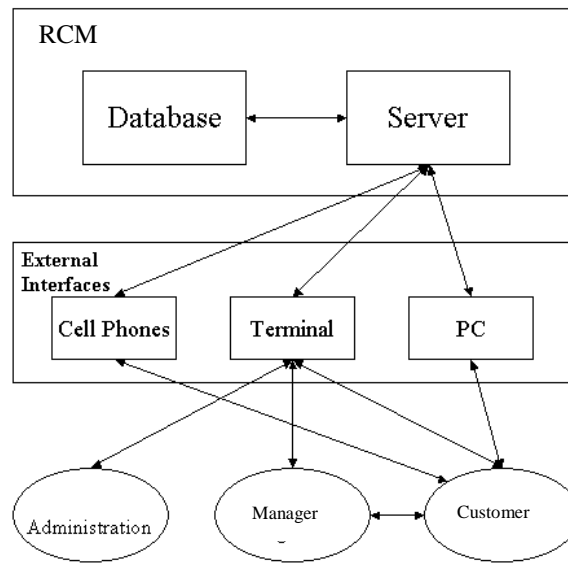 RCM
Database
Server
External
Interfaces
Cell Phones
Terminal
PC
Administration
Manager
Customer